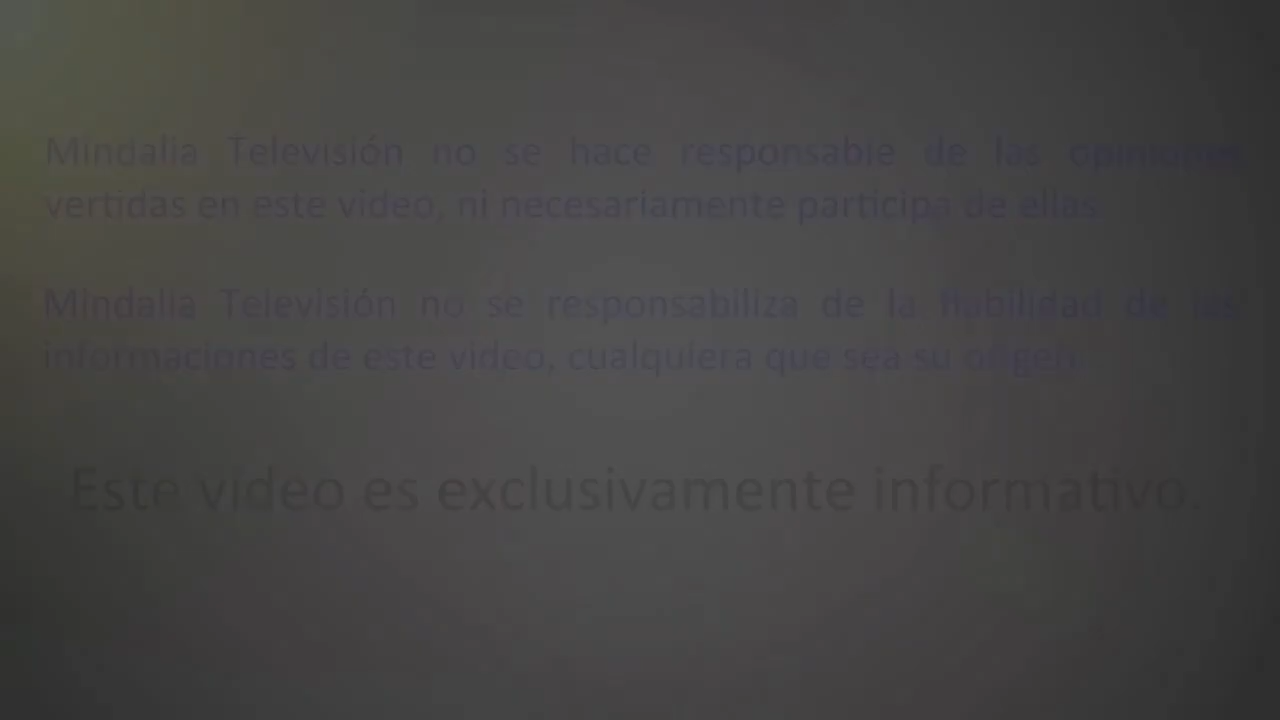 Mindalia Televisión no se hace responsable de las opiniones
vertidas en este video, ni necesariamente participa de ellas.
Mindalia Televisión no se responsabiliza de la fiabilidad de las
informaciones de este video, cualquiera que sea su origen.
Este video es exclusivamente informativo.